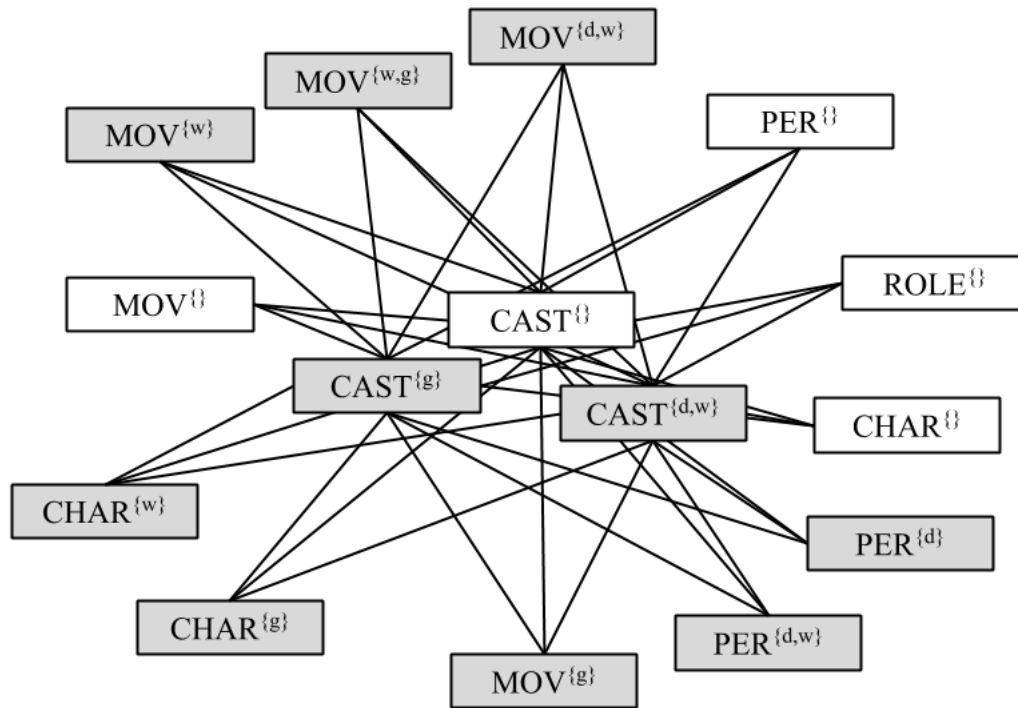 MOV{d,w}
MOV{w,g}
PER{}
MOV{w}
ROLE{}
MOV{}
CAST{}
CAST{g}
CAST{d,w}
CHAR{}
CHAR{w}
PER{d}
CHAR{g}
PER{d,w}
MOV{g}